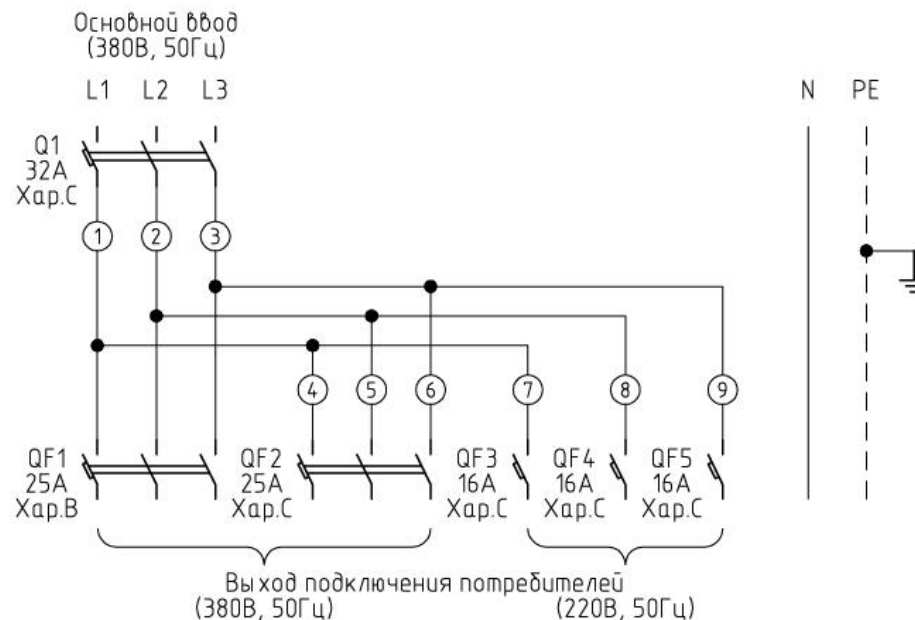 Основной ввод
(380В, 50Гц)
L1 L2 L3 N PE
Q1
32А
Хар.С
1 2 3
4 5 6 7 8 9
QF1 QF2 QF3 QF4 QF5
25А 25А 16А 16А 16А
Хар.В Хар.С Хар.С Хар.С Хар.С
Выход подключения потребителей
(380В, 50Гц) (220В, 50Гц)